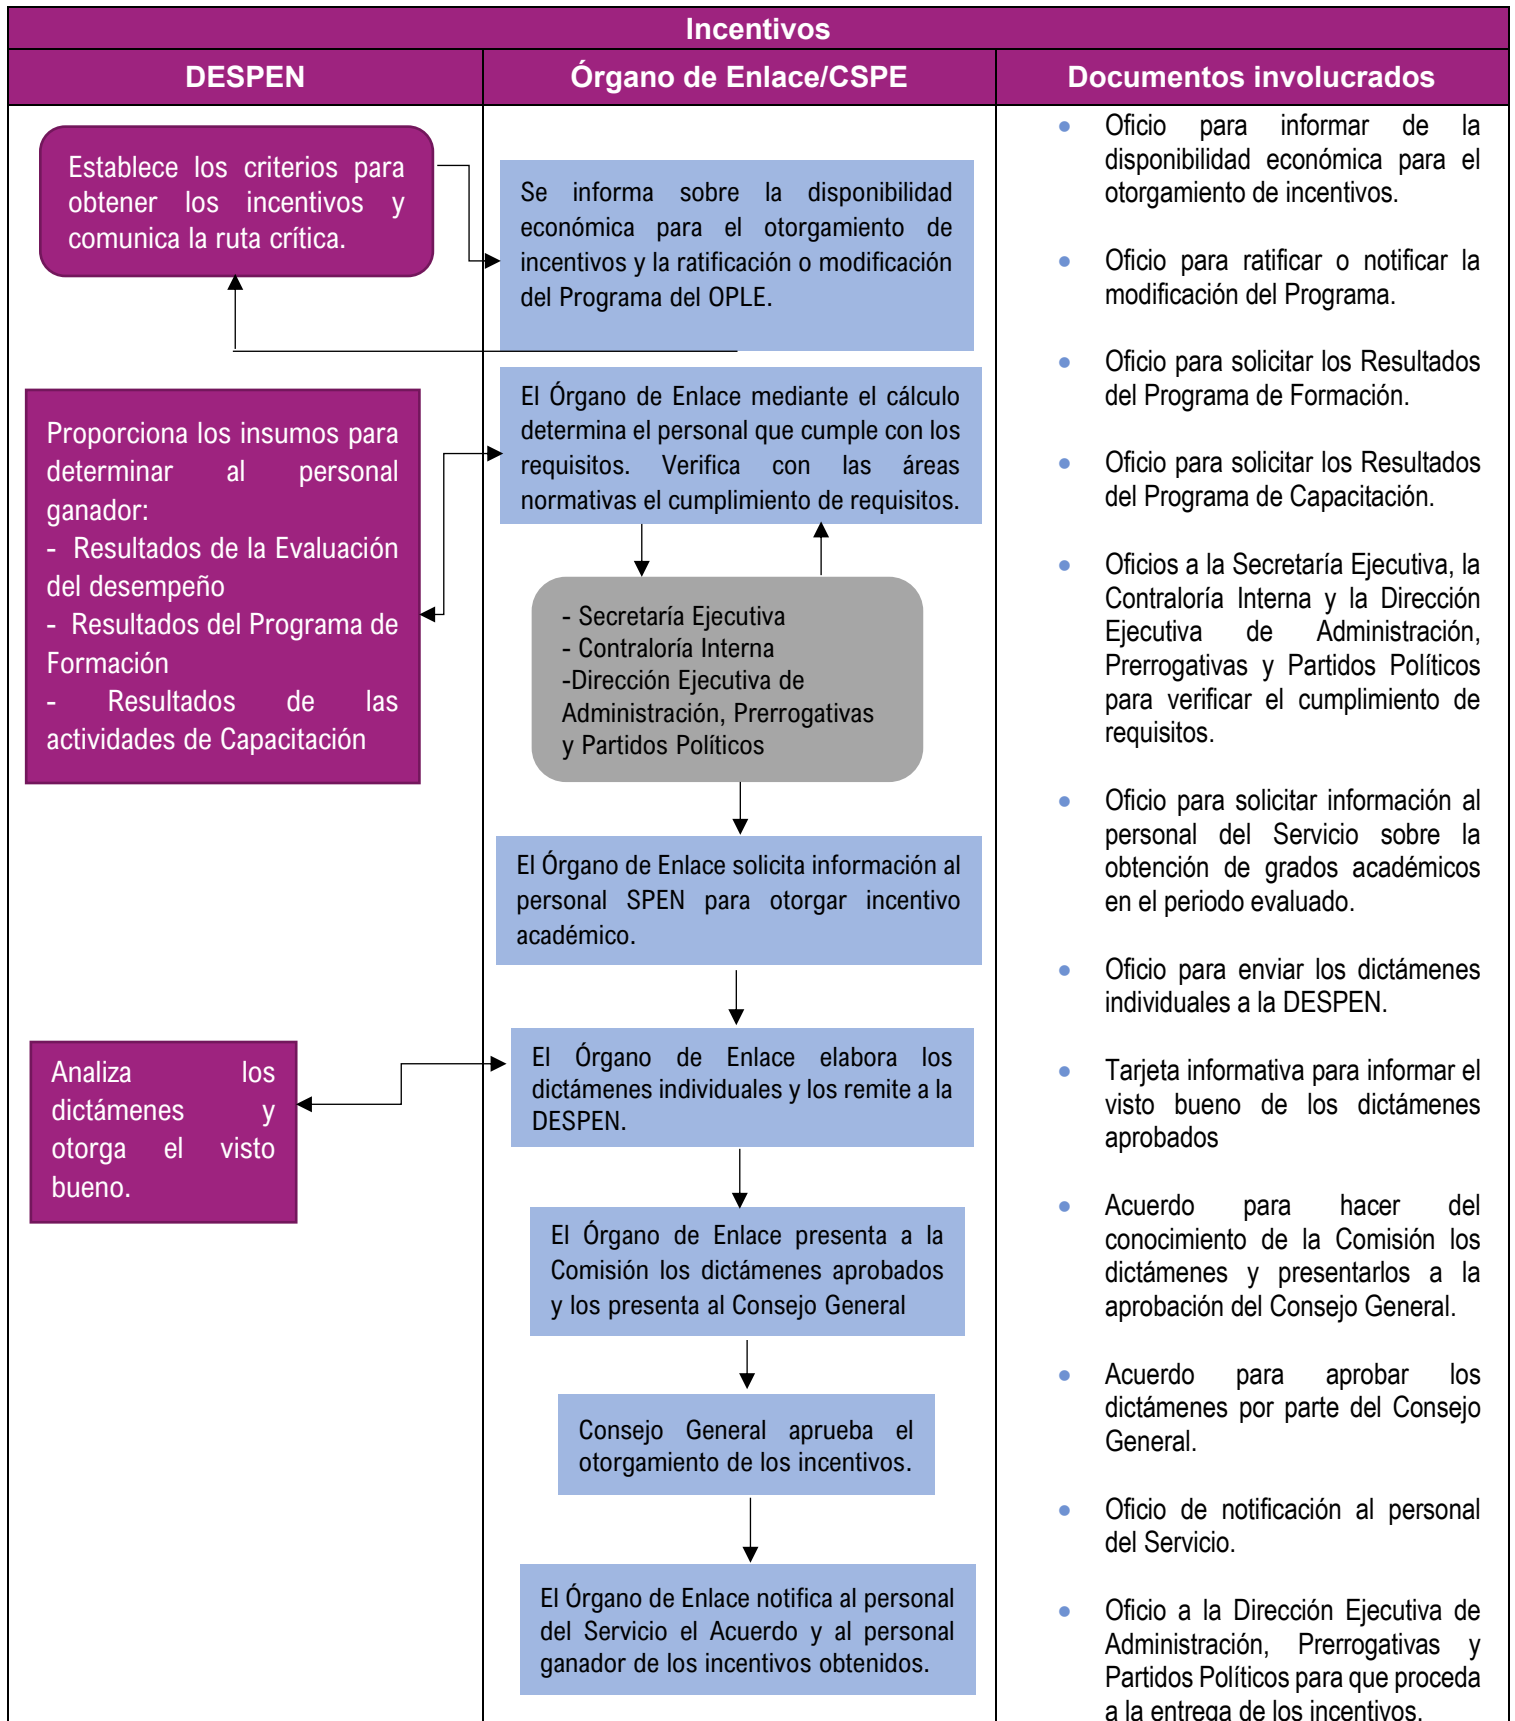 Incentivos
DESPEN
Órgano de Enlace/CSPE
Documentos involucrados
Establece los criterios para
obtener los incentivos y
comunica la ruta crítica.
Proporciona los insumos para
determinar al personal
ganador:
- Resultados de la Evaluación
del desempeño
- Resultados del Programa de
Formación
- Resultados de las
actividades de Capacitación
Analiza los
dictámenes y
otorga el visto
bueno.
Se informa sobre la disponibilidad
económica para el otorgamiento de
incentivos y la ratificación o modificación
del Programa del OPLE.
El Órgano de Enlace mediante el cálculo
determina el personal que cumple con los
requisitos. Verifica con las áreas
normativas el cumplimiento de requisitos.
- Secretaría Ejecutiva
- Contraloría Interna
-Dirección Ejecutiva de
Administración, Prerrogativas
y Partidos Políticos
El Órgano de Enlace solicita información al
personal SPEN para otorgar incentivo
académico.
El Órgano de Enlace elabora los
dictámenes individuales y los remite a la
DESPEN.
El Órgano de Enlace presenta a la
Comisión los dictámenes aprobados
y los presenta al Consejo General
Consejo General aprueba el
otorgamiento de los incentivos.
El Órgano de Enlace notifica al personal
del Servicio el Acuerdo y al personal
ganador de los incentivos obtenidos.
• Oficio para informar de la
disponibilidad económica para el
otorgamiento de incentivos.
• Oficio para ratificar o notificar la
modificación del Programa.
• Oficio para solicitar los Resultados
del Programa de Formación.
• Oficio para solicitar los Resultados
del Programa de Capacitación.
• Oficios a la Secretaría Ejecutiva, la
Contraloría Interna y la Dirección
Ejecutiva de Administración,
Prerrogativas y Partidos Políticos
para verificar el cumplimiento de
requisitos.
• Oficio para solicitar información al
personal del Servicio sobre la
obtención de grados académicos
en el periodo evaluado.
• Oficio para enviar los dictámenes
individuales a la DESPEN.
• Tarjeta informativa para informar el
visto bueno de los dictámenes
aprobados
• Acuerdo para hacer del
conocimiento de la Comisión los
dictámenes y presentarlos a la
aprobación del Consejo General.
• Acuerdo para aprobar los
dictámenes por parte del Consejo
General.
• Oficio de notificación al personal
del Servicio.
• Oficio a la Dirección Ejecutiva de
Administración, Prerrogativas y
Partidos Políticos para que proceda
a la entrega de los incentivos.